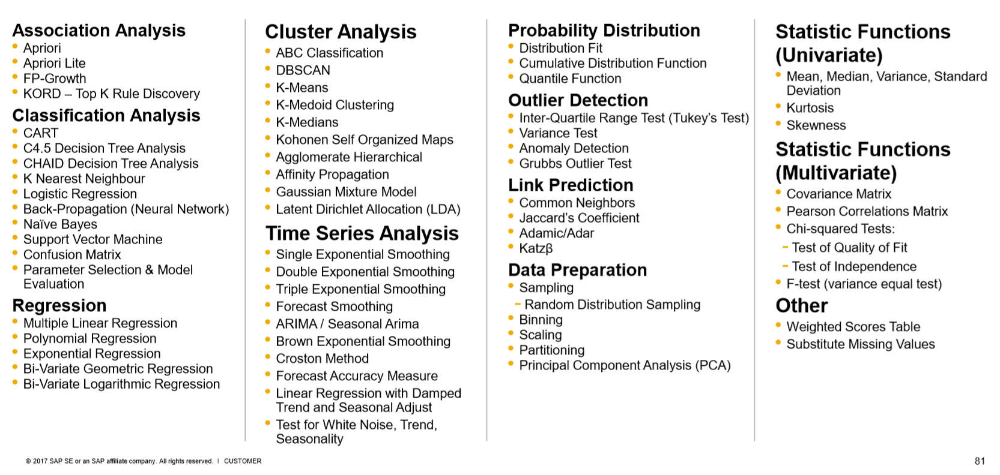 Association Analysis
• Apriori
• Apriori Lite
• FP-Growth
• KORD – Top K Rule Discovery
Classification Analysis
• CART
• C4.5 Decision Tree Analysis
• CHAID Decision Tree Analysis
• K Nearest Neighbour
• Logistic Regression
• Back-Propagation (Neural Network)
• Naïve Bayes
• Support Vector Machine
• Confusion Matrix
• Parameter Selection & Model
Evaluation
Regression
• Multiple Linear Regression
• Polynomial Regression
• Exponential Regression
• Bi-Variate Geometric Regression
• Bi-Variate Logarithmic Regression
Cluster Analysis
• ABC Classification
• DBSCAN
• K-Means
• K-Medoid Clustering
• K-Medians
• Kohonen Self Organized Maps
• Agglomerate Hierarchical
• Affinity Propagation
• Gaussian Mixture Model
• Latent Dirichlet Allocation (LDA)
Time Series Analysis
• Single Exponential Smoothing
• Double Exponential Smoothing
• Triple Exponential Smoothing
• Forecast Smoothing
• ARIMA / Seasonal Arima
• Brown Exponential Smoothing
• Croston Method
• Forecast Accuracy Measure
• Linear Regression with Damped
Trend and Seasonal Adjust
• Test for White Noise, Trend,
Seasonality
Probability Distribution
• Distribution Fit
• Cumulative Distribution Function
• Quantile Function
Outlier Detection
• Inter-Quartile Range Test (Tukey’s Test)
• Variance Test
• Anomaly Detection
• Grubbs Outlier Test
Link Prediction
• Common Neighbors
• Jaccard’s Coefficient
• Adamic/Adar
• Katzβ
Data Preparation
• Sampling
– Random Distribution Sampling
• Binning
• Scaling
• Partitioning
• Principal Component Analysis (PCA)
Statistic Functions
(Univariate)
• Mean, Median, Variance, Standard
Deviation
• Kurtosis
• Skewness
Statistic Functions
(Multivariate)
• Covariance Matrix
• Pearson Correlations Matrix
• Chi-squared Tests:
– Test of Quality of Fit
– Test of Independence
• F-test (variance equal test)
Other
• Weighted Scores Table
• Substitute Missing Values
© 2017 SAP SE or an SAP affiliate company. All rights reserved. | CUSTOMER
81